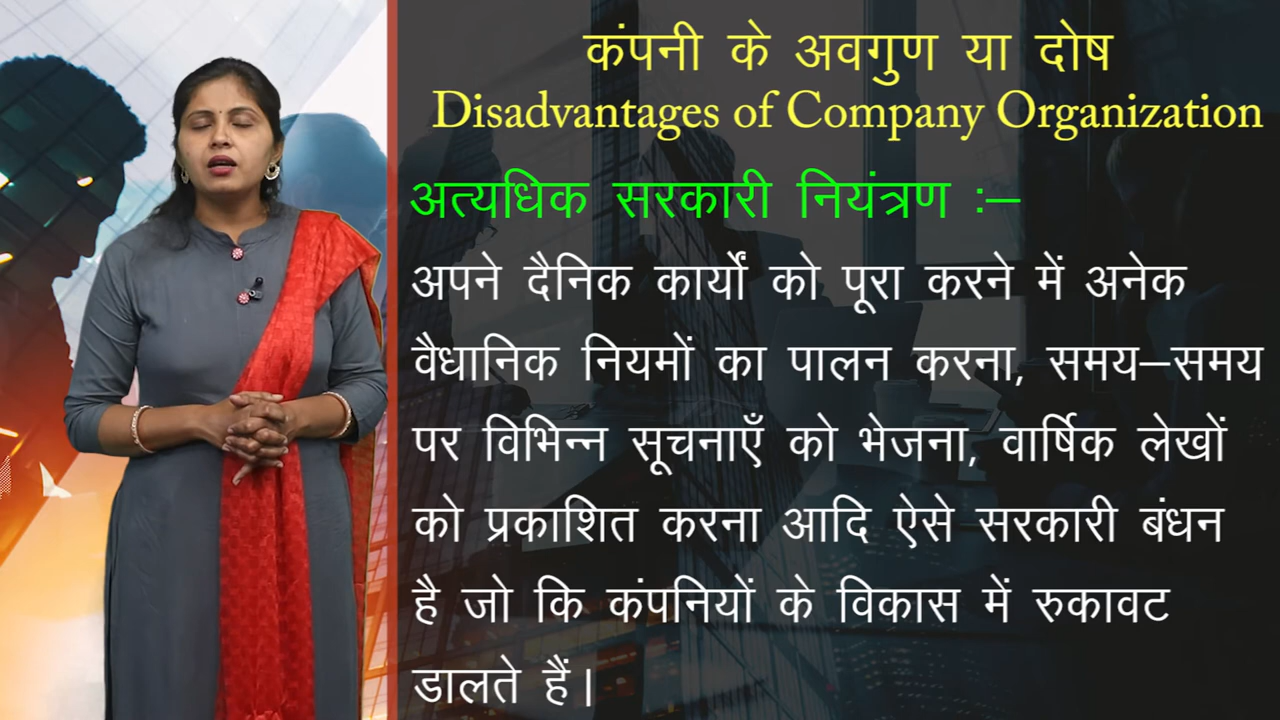 कंपनी के अवगुण या दोष
Disadvantages of Company Organization
अत्यधिक सरकारी नियंत्रण :–
अपने दैनिक कार्यों को पूरा करने में अनेक
वैधानिक नियमों का पालन करना, समय–समय
पर विभिन्न सूचनाएँ को भेजना, वार्षिक लेखों
को प्रकाशित करना आदि ऐसे सरकारी बंधन
है जो कि कंपनियों के विकास में रुकावट
डालते हैं।